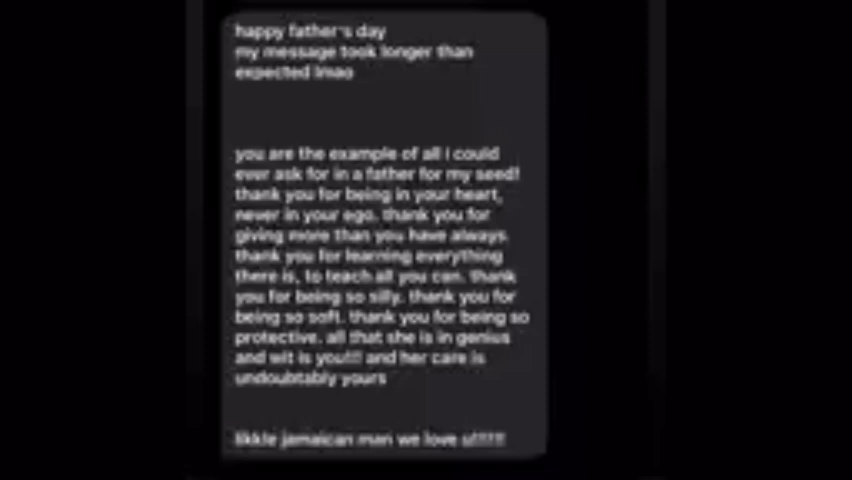 happy father's day
my message took longer than
expected lmao
you are the example of all i could
ever ask for in a father for my seed!
thank you for being in your heart,
never in your ego. thank you for
giving more than you have always.
thank you for learning everything
there is, to teach all you can. thank
you for being so silly. thank you for
being so soft. thank you for being so
protective. all that she is in genius
and wit is you!!! and her care is
undoubtably yours
likkle jamaican man we love u!!!!!!